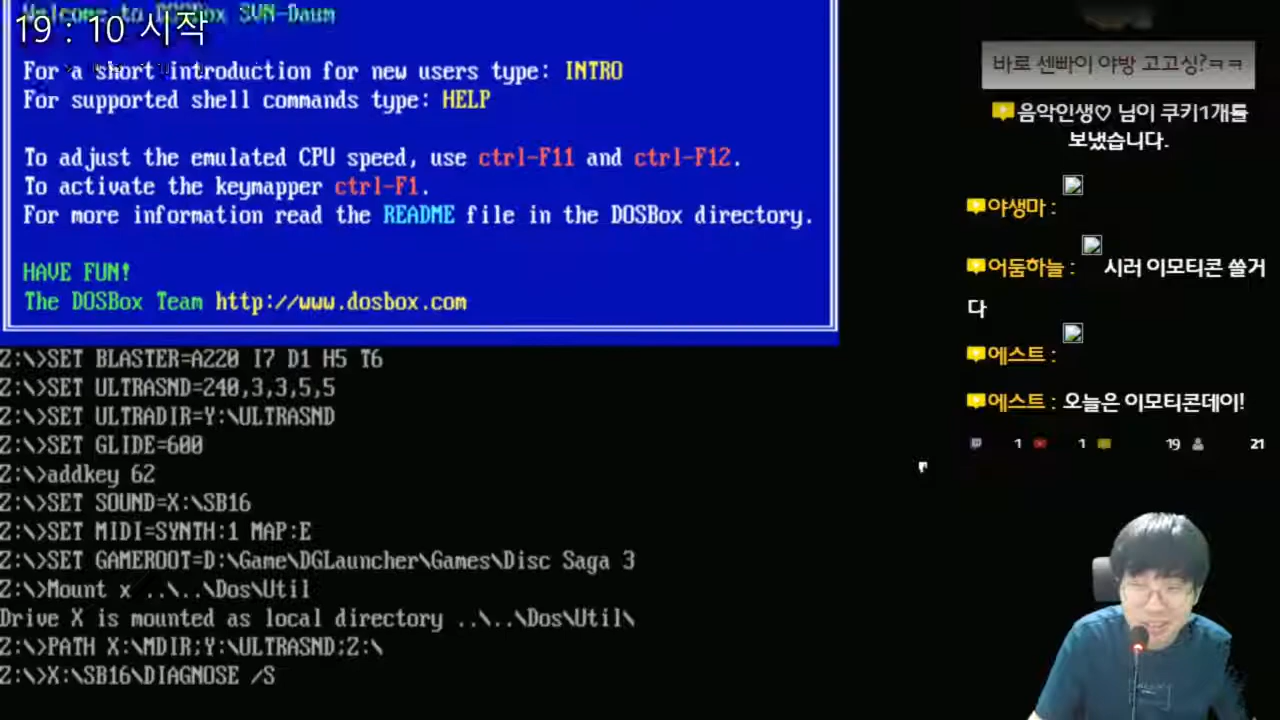 Welcome to DOSBox SVN-Daum
19 : 10 시작
For a short introduction for new users type: INTRO
For supported shell commands type: HELP
To adjust the emulated CPU speed, use ctrl-F11 and ctrl-F12.
To activate the keymapper ctrl-F1.
For more information read the README file in the DOSBox directory.
HAVE FUN!
The DOSBox Team http://www.dosbox.com
Z:\>SET BLASTER=A220 I7 D1 H5 T6
Z:\>SET ULTRASND=240,3,3,5,5
Z:\>SET ULTRADIR=Y:\ULTRASND
Z:\>SET GLIDE=600
Z:\>addkey 62
Z:\>SET SOUND=X:\SB16
Z:\>SET MIDI=SYNTH:1 MAP:E
Z:\>SET GAMEROOT=D:\Game\DGLauncher\Games\Disc Saga 3
Z:\>Mount x ..\..\Dos\Util
Drive X is mounted as local directory ..\..\Dos\Util\
Z:\>PATH X:\MDIR;Y:\ULTRASND;Z:\
Z:\>X:\SB16\DIAGNOSE /S
바로 센빠이 야방 고고싱?ㅋㅋ
음악인생♡ 님이 쿠키1개를
보냈습니다.
야생마 :
어둠하늘 : 시러 이모티콘 쓸거
다
에스트 :
에스트 : 오늘은 이모티콘데이!
1 1 19 21